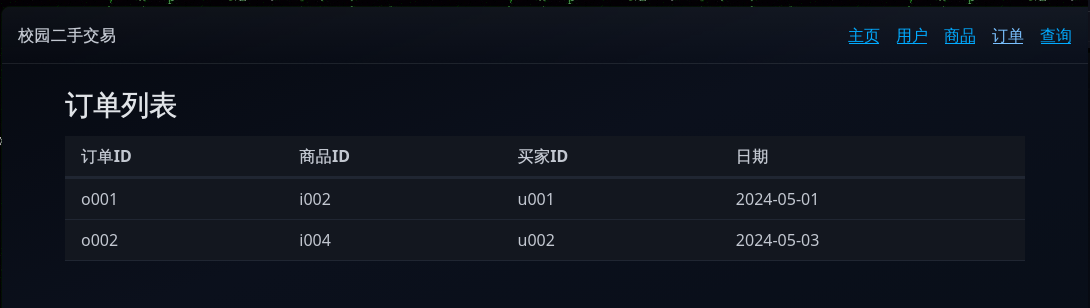 校园二手交易 主页 用户 商品 订单 查询
订单列表
订单ID 商品ID 买家ID 日期
o001 i002 u001 2024-05-01
o002 i004 u002 2024-05-03